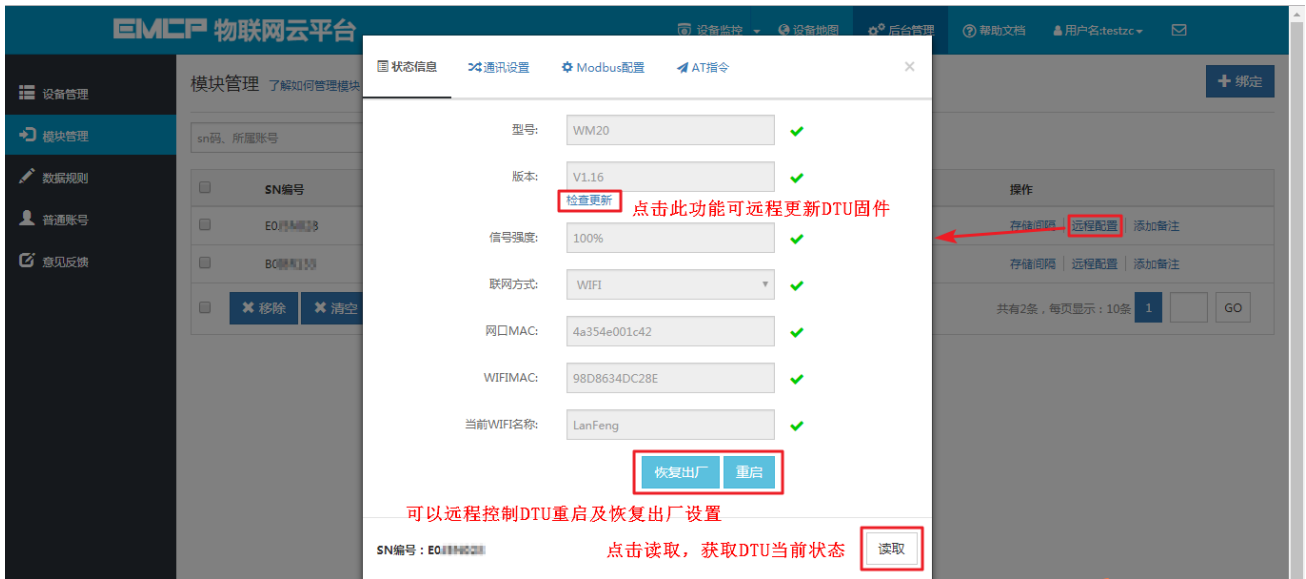 EMCP 物联网云平台
设备监控 设备地图 后台管理 帮助文档 用户名:testzc
状态信息 通讯设置 Modbus配置 AT指令 ×
设备管理
模块管理
数据规则
普通账号
意见反馈
模块管理 了解如何管理模块
绑定
sn码、所属账号
SN编号
操作
存储间隔 远程配置 添加备注
存储间隔 远程配置 添加备注
移除 清空
共有2条，每页显示：10条 1 GO
型号: WM20
版本: V1.16
检查更新 点击此功能可远程更新DTU固件
信号强度: 100%
联网方式: WIFI
网口MAC: 4a354e001c42
WIFIMAC: 98D8634DC28E
当前WIFI名称: LanFeng
恢复出厂 重启
可以远程控制DTU重启及恢复出厂设置
SN编号：
点击读取，获取DTU当前状态 读取